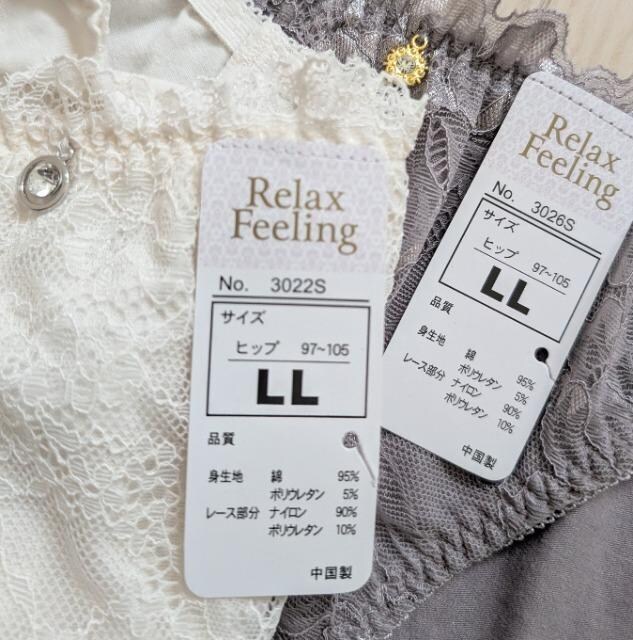 Relax
Feeling
No. 3022S
サイズ
ヒップ 97~105
LL
品質
身生地 綿 95%
ポリウレタン 5%
レース部分 ナイロン 90%
ポリウレタン 10%
中国製
Relax
Feeling
No. 3026S
サイズ
ヒップ 97~105
LL
品質
身生地 綿 95%
ポリウレタン 5%
レース部分 ナイロン 90%
ポリウレタン 10%
中国製